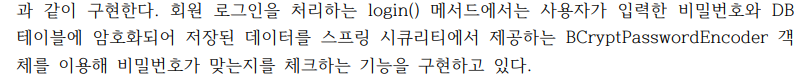 과 같이 구현한다. 회원 로그인을 처리하는 login() 메서드에서는 사용자가 입력한 비밀번호와 DB
테이블에 암호화되어 저장된 데이터를 스프링 시큐리티에서 제공하는 BCryptPasswordEncoder 객
체를 이용해 비밀번호가 맞는지를 체크하는 기능을 구현하고 있다.